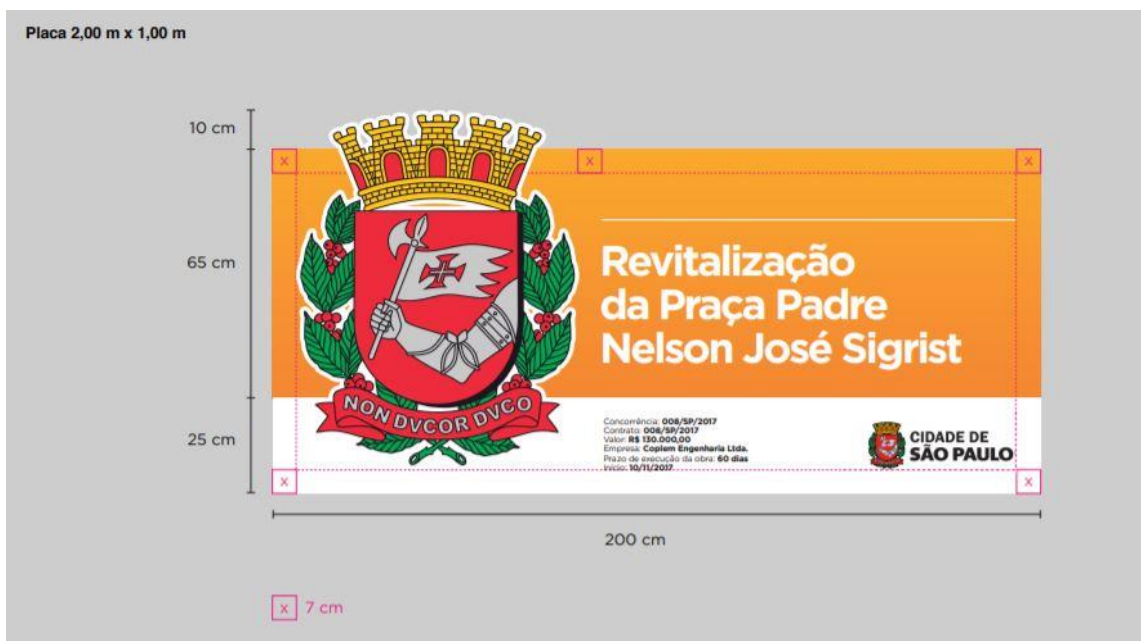 Placa 2,00 m x 1,00 m
10 cm
x
x
x
65 cm
Revitalização
da Praça Padre
Nelson José Sigrist
NON DVCOR DVCO
25 cm
Concorrência: 008/SP/2017
Contrato: 008/SP/2017
Valor: R$ 130.000,00
Empresa: Coplem Engenharia Ltda.
Prazo de execução da obra: 60 dias
Início: 10/11/2017
CIDADE DE
SÃO PAULO
x
x
200 cm
x 7 cm